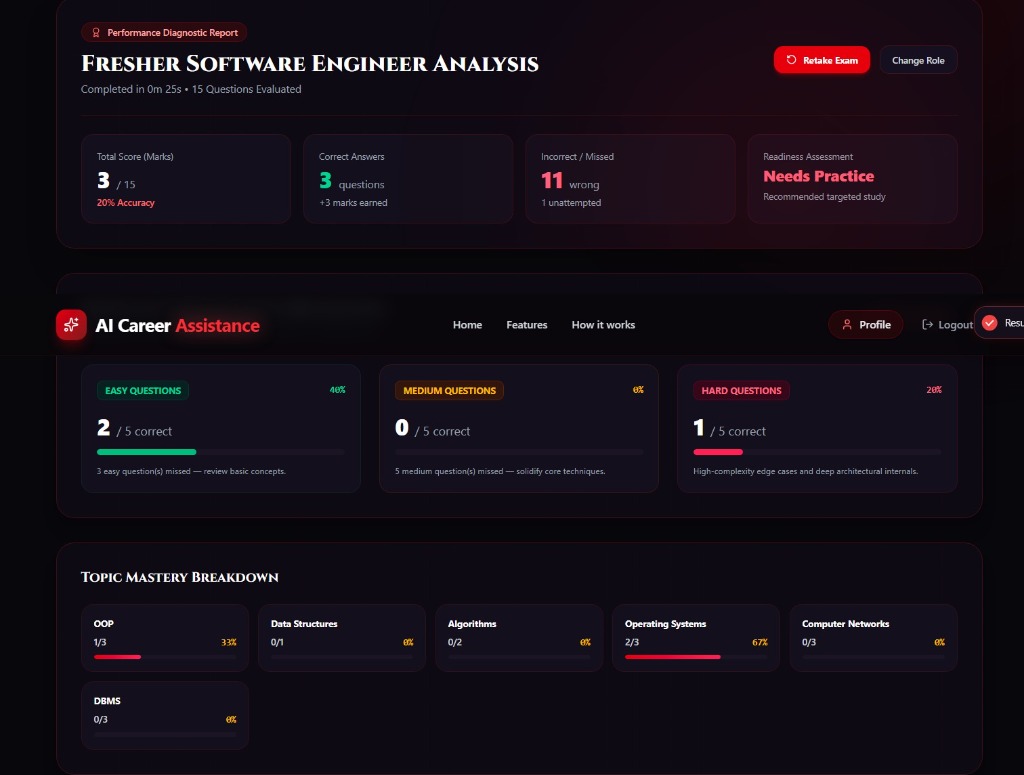 Performance Diagnostic Report
Fresher Software Engineer Analysis
Completed in 0m 25s • 15 Questions Evaluated
Retake Exam
Change Role
Total Score (Marks)
3 / 15
20% Accuracy
Correct Answers
3 questions
+3 marks earned
Incorrect / Missed
11 wrong
1 unattempted
Readiness Assessment
Needs Practice
Recommended targeted study
AI Career Assistance
Home
Features
How it works
Profile
Logout
Resu
EASY QUESTIONS
40%
2 / 5 correct
3 easy question(s) missed — review basic concepts.
MEDIUM QUESTIONS
0%
0 / 5 correct
5 medium question(s) missed — solidify core techniques.
HARD QUESTIONS
20%
1 / 5 correct
High-complexity edge cases and deep architectural internals.
Topic Mastery Breakdown
OOP
1/3
33%
Data Structures
0/1
0%
Algorithms
0/2
0%
Operating Systems
2/3
67%
Computer Networks
0/3
0%
DBMS
0/3
0%